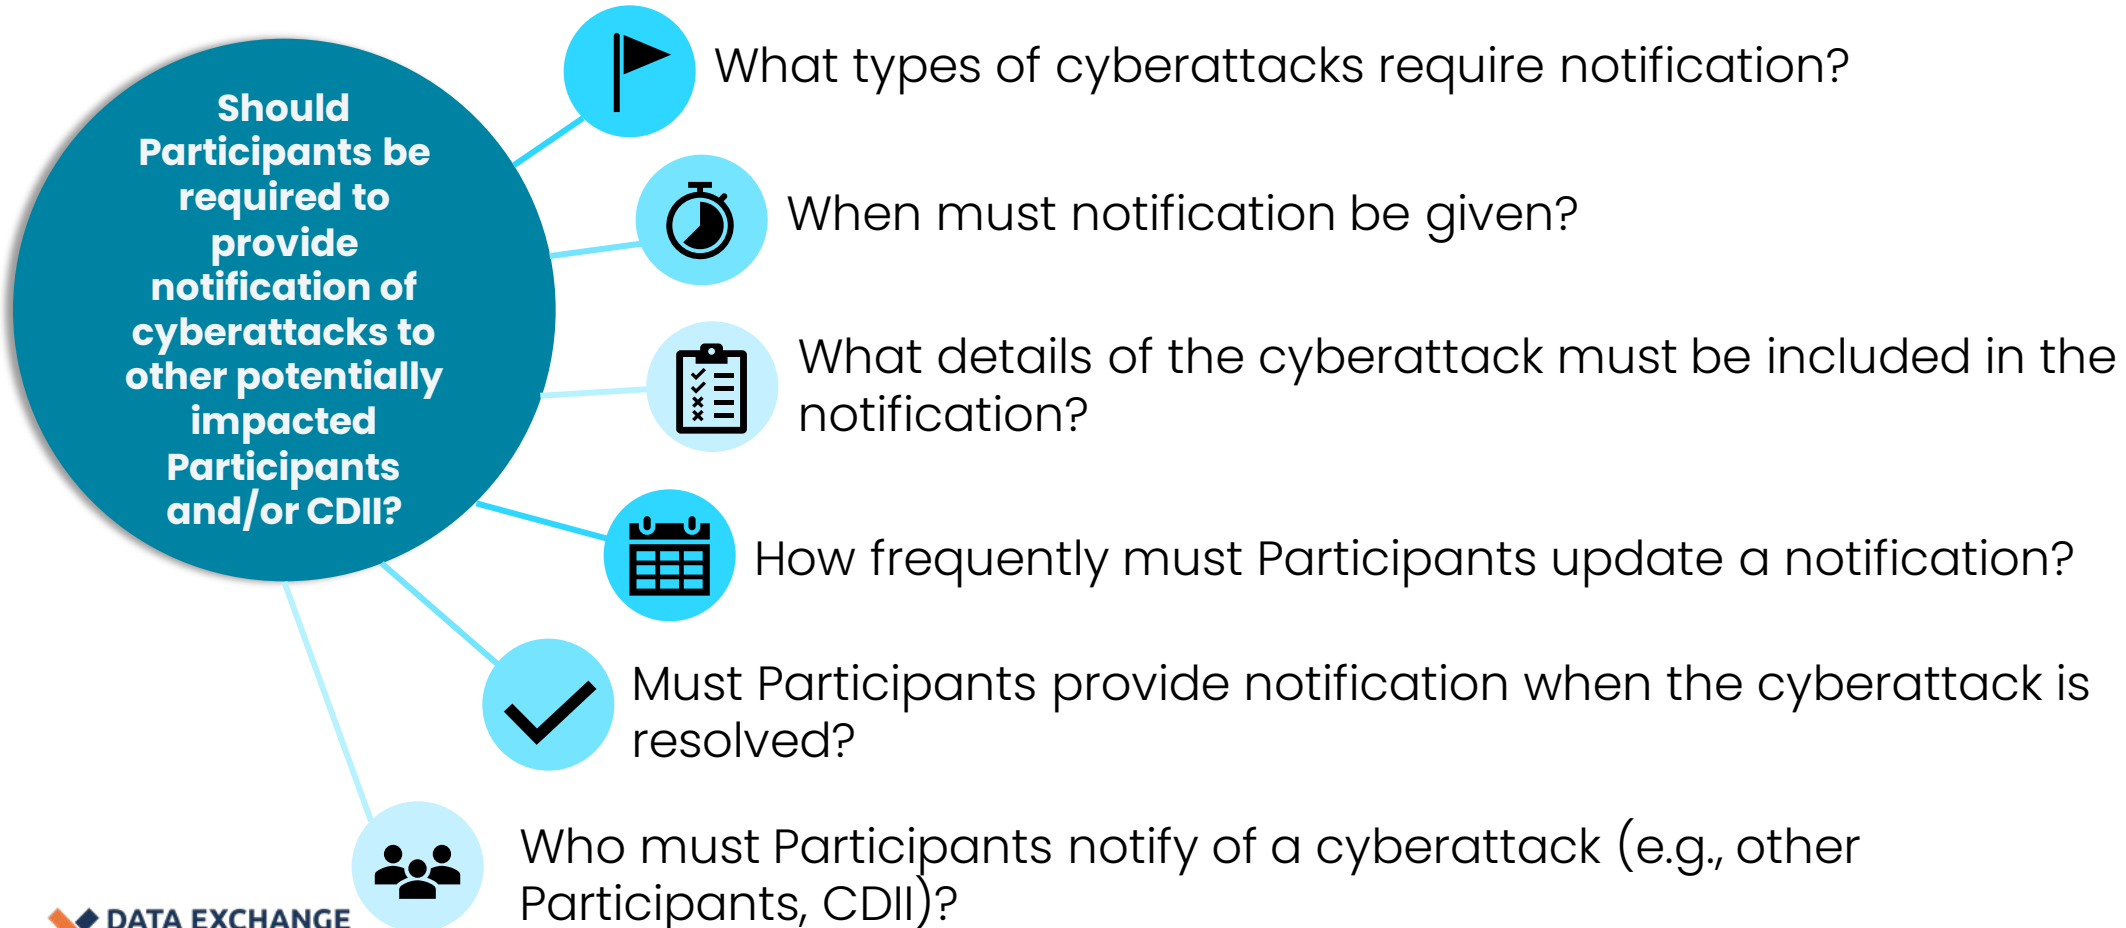 Should
Participants be
required to
provide
notification of
cyberattacks to
other potentially
impacted
Participants
and/or CDII?
What types of cyberattacks require notification?
When must notification be given?
What details of the cyberattack must be included in the
notification?
How frequently must Participants update a notification?
Must Participants provide notification when the cyberattack is
resolved?
Who must Participants notify of a cyberattack (e.g., other
Participants, CDII)?
DATA EXCHANGE